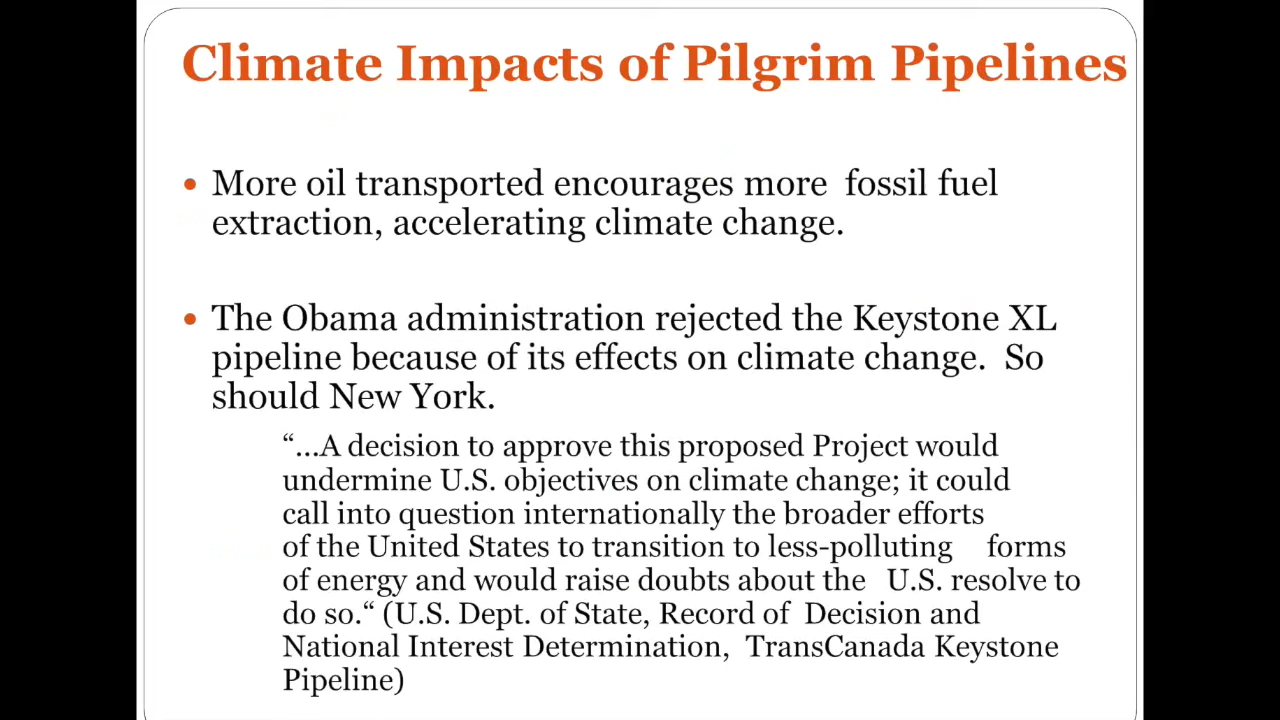 Climate Impacts of Pilgrim Pipelines
• More oil transported encourages more fossil fuel
extraction, accelerating climate change.
• The Obama administration rejected the Keystone XL
pipeline because of its effects on climate change. So
should New York.
“…A decision to approve this proposed Project would
undermine U.S. objectives on climate change; it could
call into question internationally the broader efforts
of the United States to transition to less-polluting forms
of energy and would raise doubts about the U.S. resolve to
do so.“ (U.S. Dept. of State, Record of Decision and
National Interest Determination, TransCanada Keystone
Pipeline)